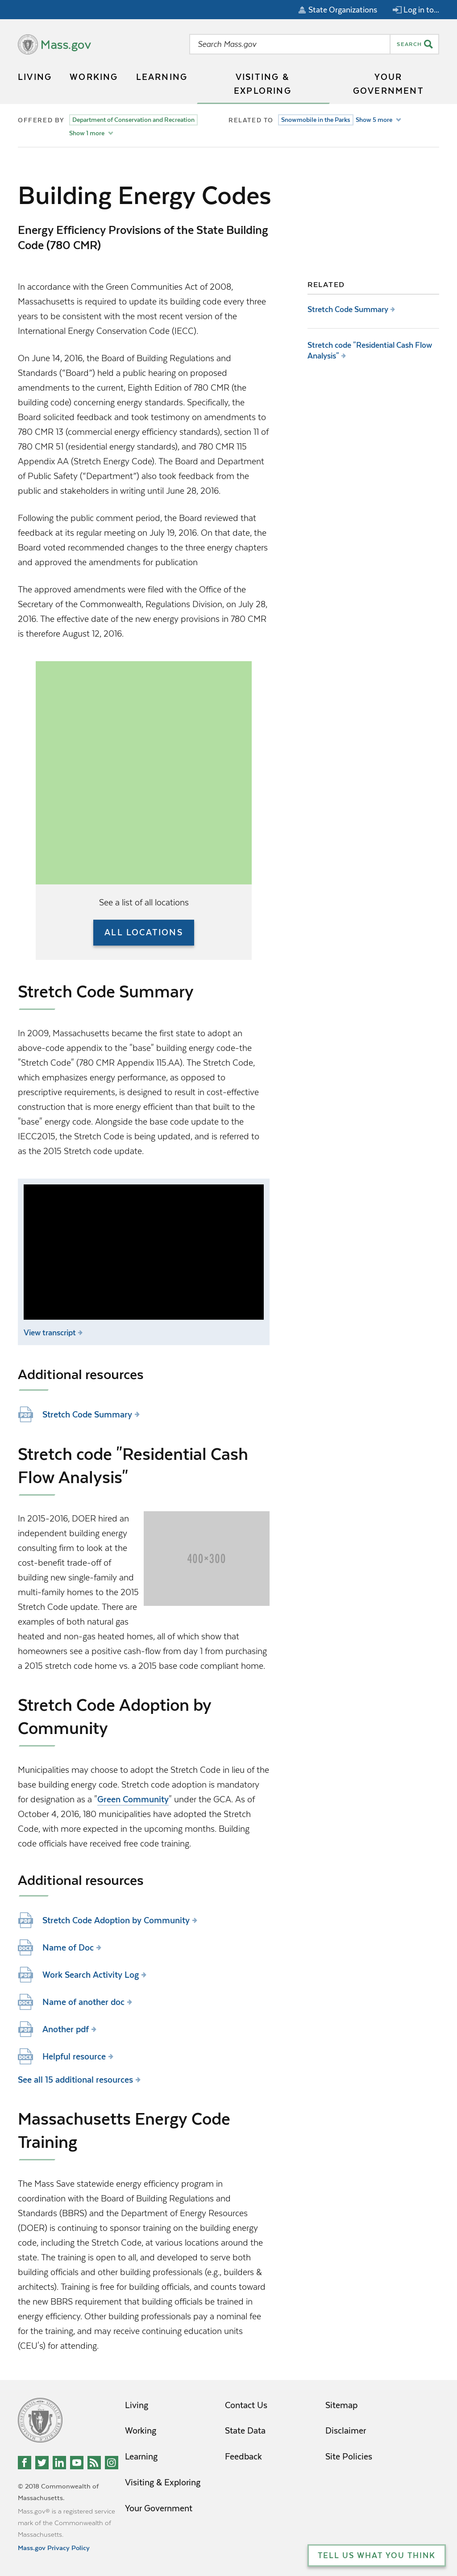 State Organizations
Log in to...
Mass.gov
Search Mass.gov
SEARCH
LIVING
WORKING
LEARNING
VISITING &
EXPLORING
YOUR
GOVERNMENT
OFFERED BY
Department of Conservation and Recreation
Show 1 more
RELATED TO
Snowmobile in the Parks
Show 5 more
Building Energy Codes
Energy Efficiency Provisions of the State Building
Code (780 CMR)
In accordance with the Green Communities Act of 2008,
Massachusetts is required to update its building code every three
years to be consistent with the most recent version of the
International Energy Conservation Code (IECC).
On June 14, 2016, the Board of Building Regulations and
Standards ("Board") held a public hearing on proposed
amendments to the current, Eighth Edition of 780 CMR (the
building code) concerning energy standards. Specifically, the
Board solicited feedback and took testimony on amendments to
780 CMR 13 (commercial energy efficiency standards), section 11 of
780 CMR 51 (residential energy standards), and 780 CMR 115
Appendix AA (Stretch Energy Code). The Board and Department
of Public Safety ("Department") also took feedback from the
public and stakeholders in writing until June 28, 2016.
Following the public comment period, the Board reviewed that
feedback at its regular meeting on July 19, 2016. On that date, the
Board voted recommended changes to the three energy chapters
and approved the amendments for publication
The approved amendments were filed with the Office of the
Secretary of the Commonwealth, Regulations Division, on July 28,
2016. The effective date of the new energy provisions in 780 CMR
is therefore August 12, 2016.
RELATED
Stretch Code Summary
Stretch code "Residential Cash Flow
Analysis"
See a list of all locations
ALL LOCATIONS
Stretch Code Summary
In 2009, Massachusetts became the first state to adopt an
above-code appendix to the "base" building energy code-the
"Stretch Code" (780 CMR Appendix 115.AA). The Stretch Code,
which emphasizes energy performance, as opposed to
prescriptive requirements, is designed to result in cost-effective
construction that is more energy efficient than that built to the
"base" energy code. Alongside the base code update to the
IECC2015, the Stretch Code is being updated, and is referred to
as the 2015 Stretch code update.
View transcript
Additional resources
PDF
Stretch Code Summary
Stretch code "Residential Cash
Flow Analysis"
In 2015-2016, DOER hired an
independent building energy
consulting firm to look at the
cost-benefit trade-off of
building new single-family and
multi-family homes to the 2015
Stretch Code update. There are
examples of both natural gas
heated and non-gas heated homes, all of which show that
homeowners see a positive cash-flow from day 1 from purchasing
a 2015 stretch code home vs. a 2015 base code compliant home.
400×300
Stretch Code Adoption by
Community
Municipalities may choose to adopt the Stretch Code in lieu of the
base building energy code. Stretch code adoption is mandatory
for designation as a "Green Community" under the GCA. As of
October 4, 2016, 180 municipalities have adopted the Stretch
Code, with more expected in the upcoming months. Building
code officials have received free code training.
Additional resources
PDF
Stretch Code Adoption by Community
DOCX
Name of Doc
PDF
Work Search Activity Log
DOCX
Name of another doc
PDF
Another pdf
DOCX
Helpful resource
See all 15 additional resources
Massachusetts Energy Code
Training
The Mass Save statewide energy efficiency program in
coordination with the Board of Building Regulations and
Standards (BBRS) and the Department of Energy Resources
(DOER) is continuing to sponsor training on the building energy
code, including the Stretch Code, at various locations around the
state. The training is open to all, and developed to serve both
building officials and other building professionals (e.g., builders &
architects). Training is free for building officials, and counts toward
the new BBRS requirement that building officials be trained in
energy efficiency. Other building professionals pay a nominal fee
for the training, and may receive continuing education units
(CEU's) for attending.
© 2018 Commonwealth of
Massachusetts.
Mass.gov® is a registered service
mark of the Commonwealth of
Massachusetts.
Mass.gov Privacy Policy
Living
Working
Learning
Visiting & Exploring
Your Government
Contact Us
State Data
Feedback
Sitemap
Disclaimer
Site Policies
TELL US WHAT YOU THINK